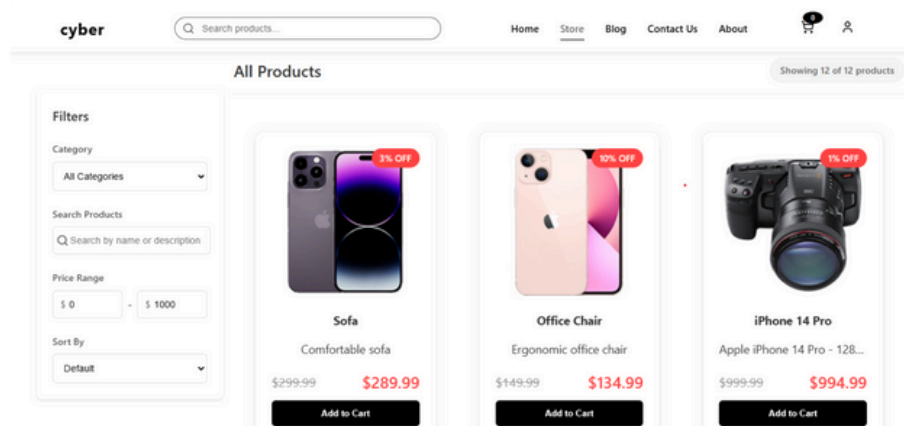 cyber
Search products...
Home Store Blog Contact Us About
0
All Products
Showing 12 of 12 products
Filters
Category
All Categories
Search Products
Search by name or description
Price Range
$ 0 - $ 1000
Sort By
Default
3% OFF
Sofa
Comfortable sofa
$299.99 $289.99
Add to Cart
10% OFF
Office Chair
Ergonomic office chair
$149.99 $134.99
Add to Cart
1% OFF
iPhone 14 Pro
Apple iPhone 14 Pro - 128...
$999.99 $994.99
Add to Cart